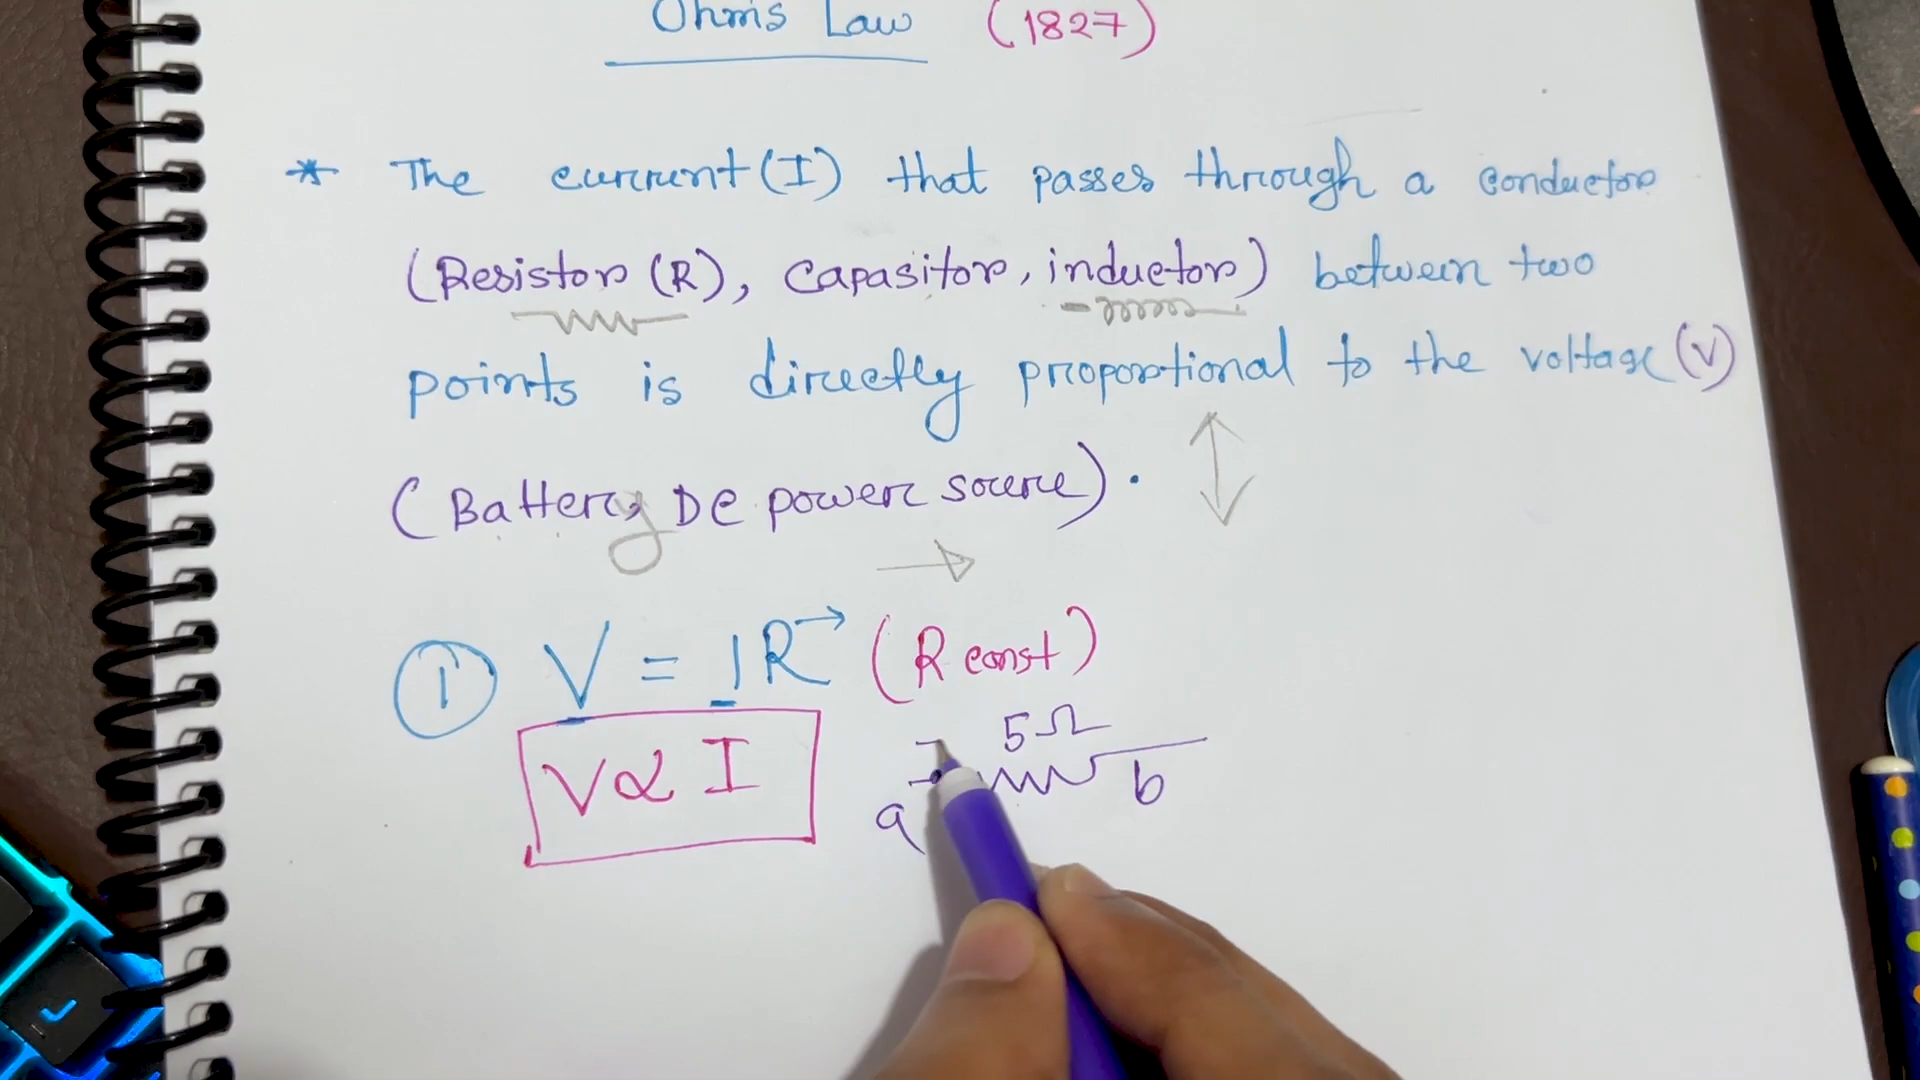 Ohms Law (1827)
* The current (I) that passes through a conductor
(Resistor (R), Capasitor, inductor) between two
points is directly proportional to the voltage (V)
(Battery, DC power source).
① V = IR → (R const)
V ∝ I
5Ω
a b